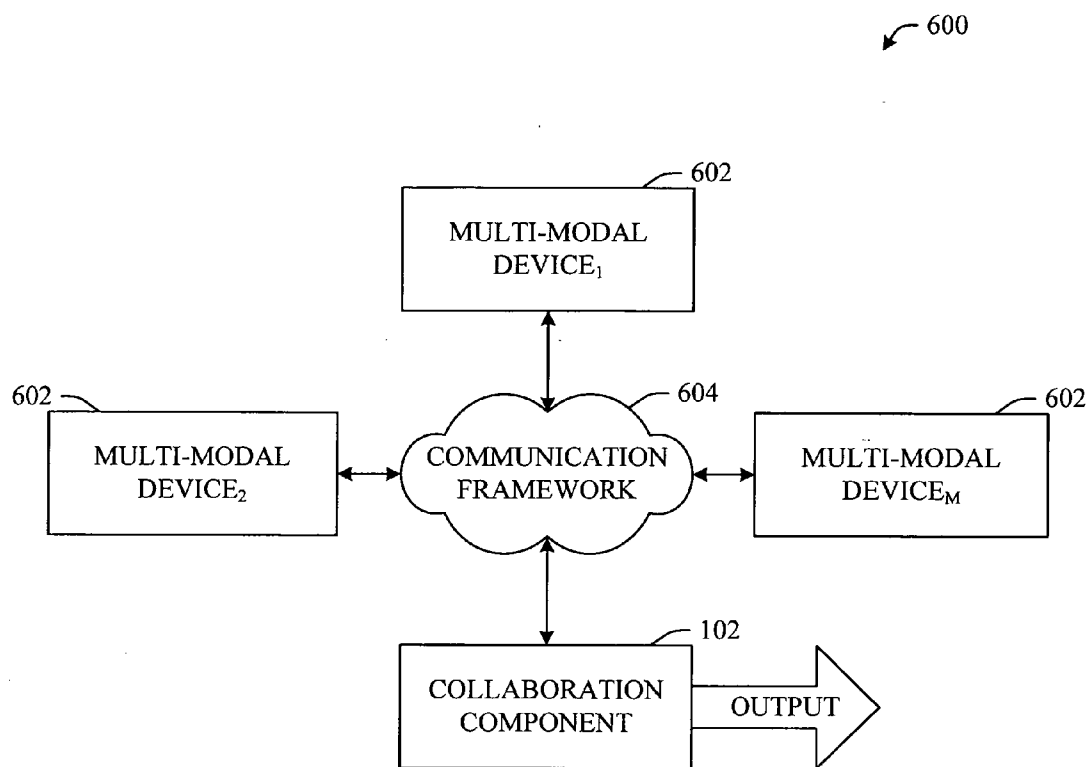 600
602
MULTI-MODAL
DEVICE₁
602
MULTI-MODAL
DEVICE₂
604
COMMUNICATION
FRAMEWORK
602
MULTI-MODAL
DEVICE_M
102
COLLABORATION
COMPONENT
OUTPUT